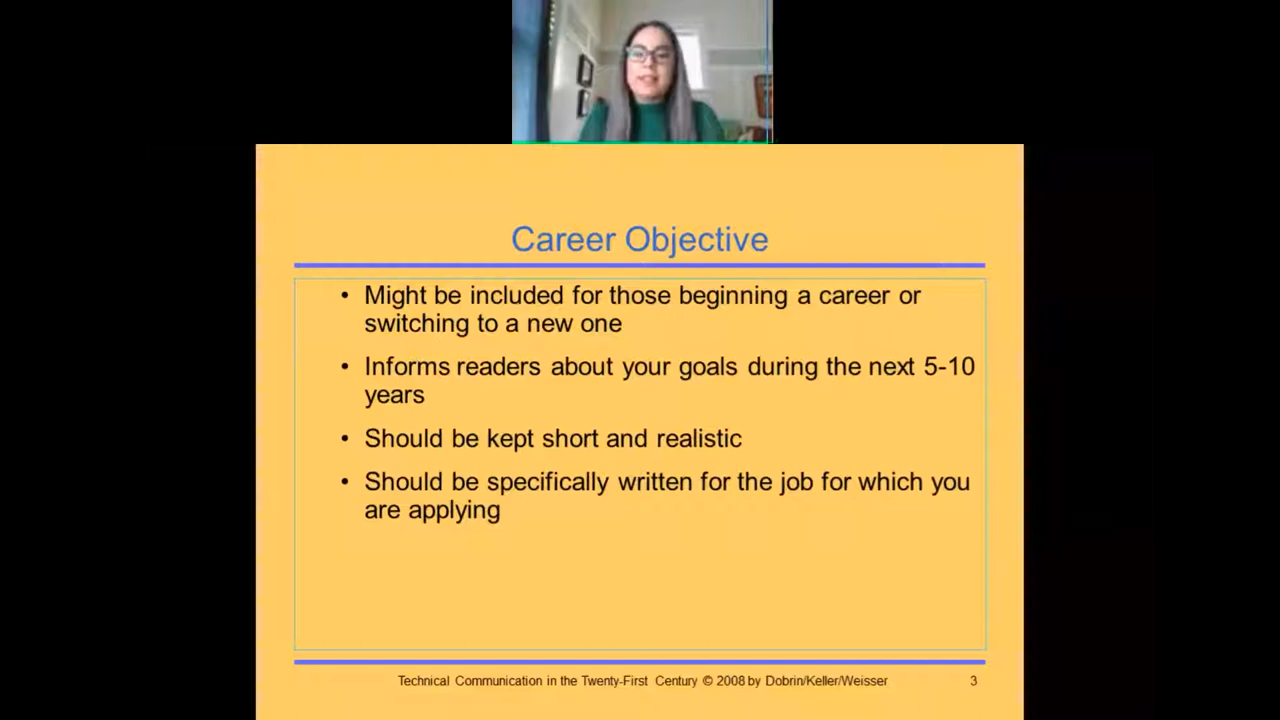 Career Objective
• Might be included for those beginning a career or
switching to a new one
• Informs readers about your goals during the next 5-10
years
• Should be kept short and realistic
• Should be specifically written for the job for which you
are applying
Technical Communication in the Twenty-First Century © 2008 by Dobrin/Keller/Weisser 3